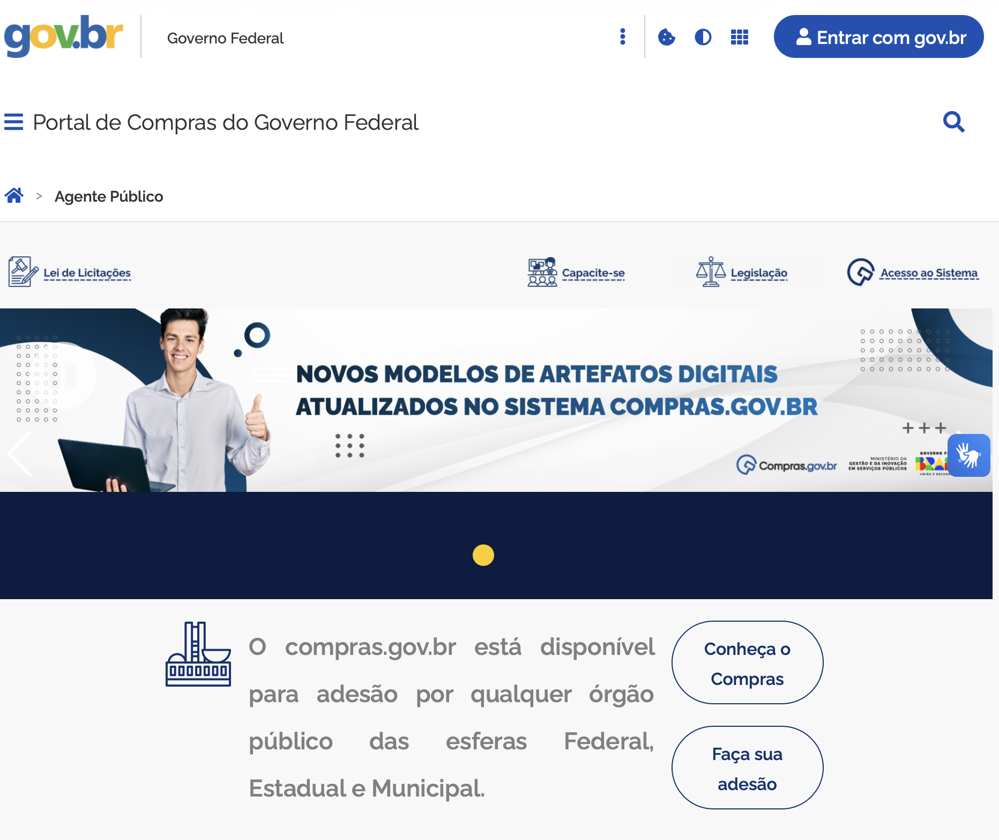 gov.br
Governo Federal
Entrar com gov.br
Portal de Compras do Governo Federal
> Agente Público
Lei de Licitações
Capacite-se
Legislação
Acesso ao Sistema
NOVOS MODELOS DE ARTEFATOS DIGITAIS
ATUALIZADOS NO SISTEMA COMPRAS.GOV.BR
Compras.gov.br
MINISTÉRIO DA
GESTÃO E DA INOVAÇÃO
EM SERVIÇOS PÚBLICOS
GOVERNO F
BRAS
UNIÃO E RECONS
O compras.gov.br está disponível
para adesão por qualquer órgão
público das esferas Federal,
Estadual e Municipal.
Conheça o
Compras
Faça sua
adesão